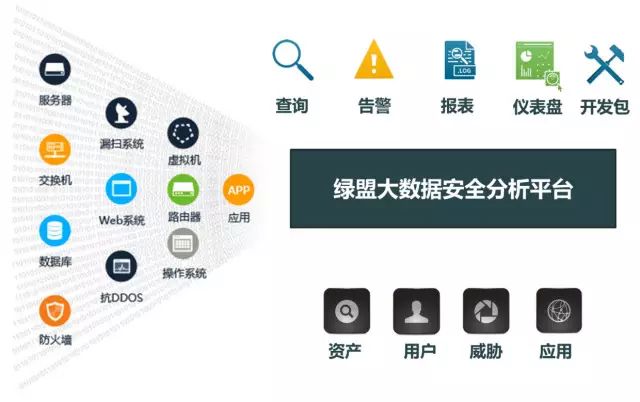 服务器
交换机
数据库
防火墙
漏扫系统
Web系统
抗DDOS
虚拟机
路由器
操作系统
APP
应用
查询
告警
.LOG
报表
仪表盘
开发包
绿盟大数据安全分析平台
资产
用户
威胁
应用